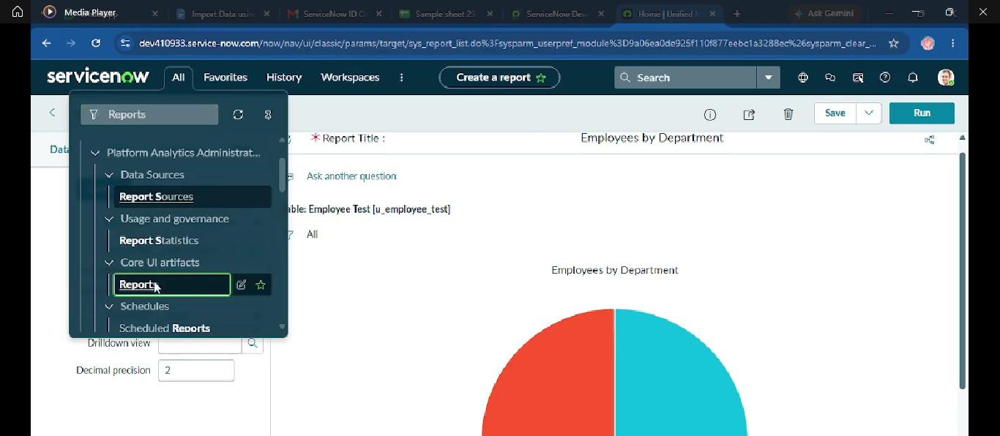 Media Player
Import Data usin
ServiceNow ID C
Sample sheet 23
ServiceNow Dev
Home | Unified N
Ask Gemini
dev410933.service-now.com/now/nav/ui/classic/params/target/sys_report_list.do%3Fsysparm_userpref_module%3D9a06ea0de925f110f877eebc1a3288ec%26sysparm_clear_...
servicenow
All
Favorites
History
Workspaces
Create a report
Search
Reports
Save
Run
Data
Report Title :
Employees by Department
Platform Analytics Administrat...
Data Sources
Ask another question
Report Sources
able: Employee Test [u_employee_test]
Usage and governance
Report Statistics
All
Core UI artifacts
Employees by Department
Reports
Schedules
Scheduled Reports
Drilldown view
Decimal precision
2